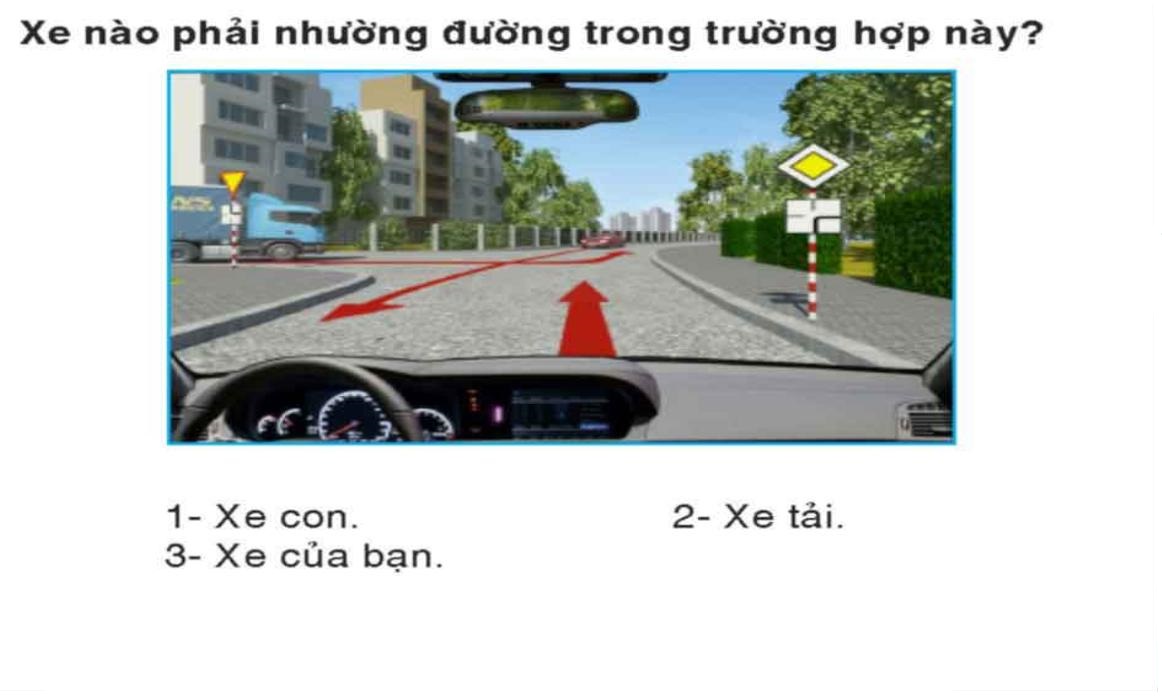 Xe nào phải nhường đường trong trường hợp này?
1- Xe con.
2- Xe tải.
3- Xe của bạn.